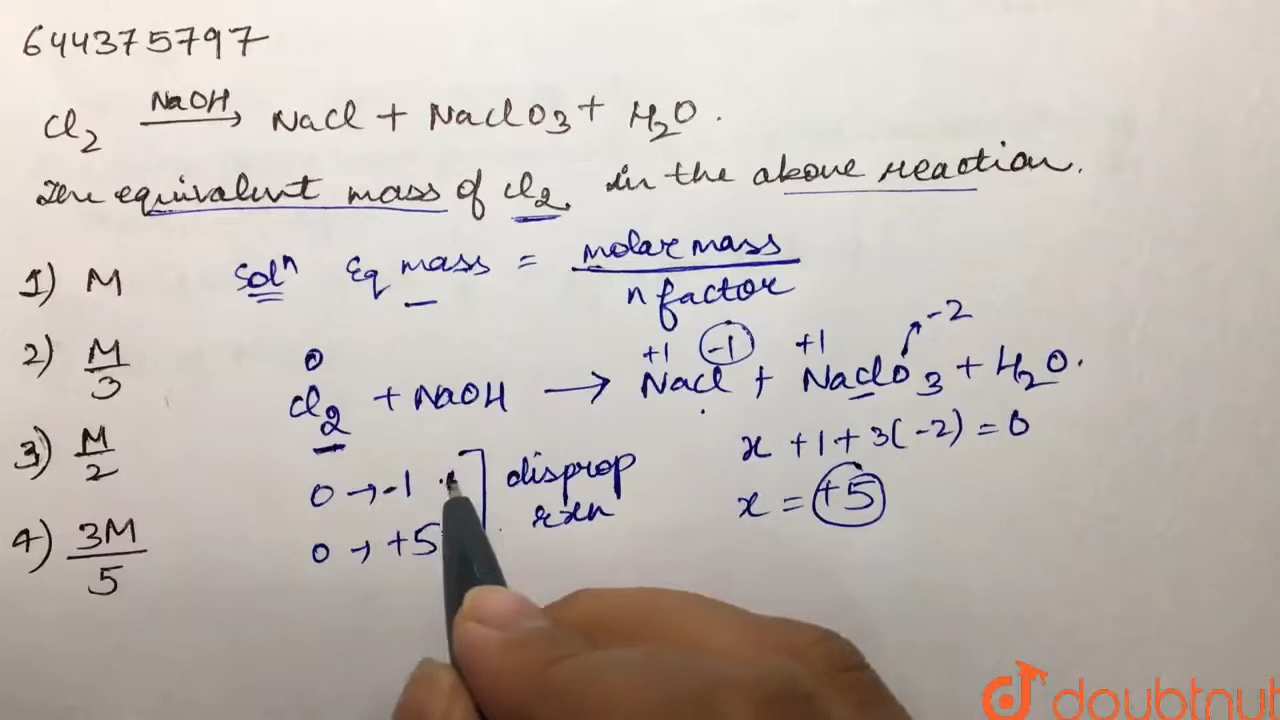 644375797
Cl2 NaOH → NaCl + NaClO3 + H2O.
The equivalent mass of Cl2 in the above reaction.
1) M
2) M/3
3) M/2
4) 3M/5
Solⁿ Eq mass = molar mass / n factor
0 +1 -1 +1 -2
Cl2 + NaOH → NaCl + NaClO3 + H2O.
0 → -1
0 → +5
disprop
rxn
x + 1 + 3(-2) = 0
x = +5
doubtnut